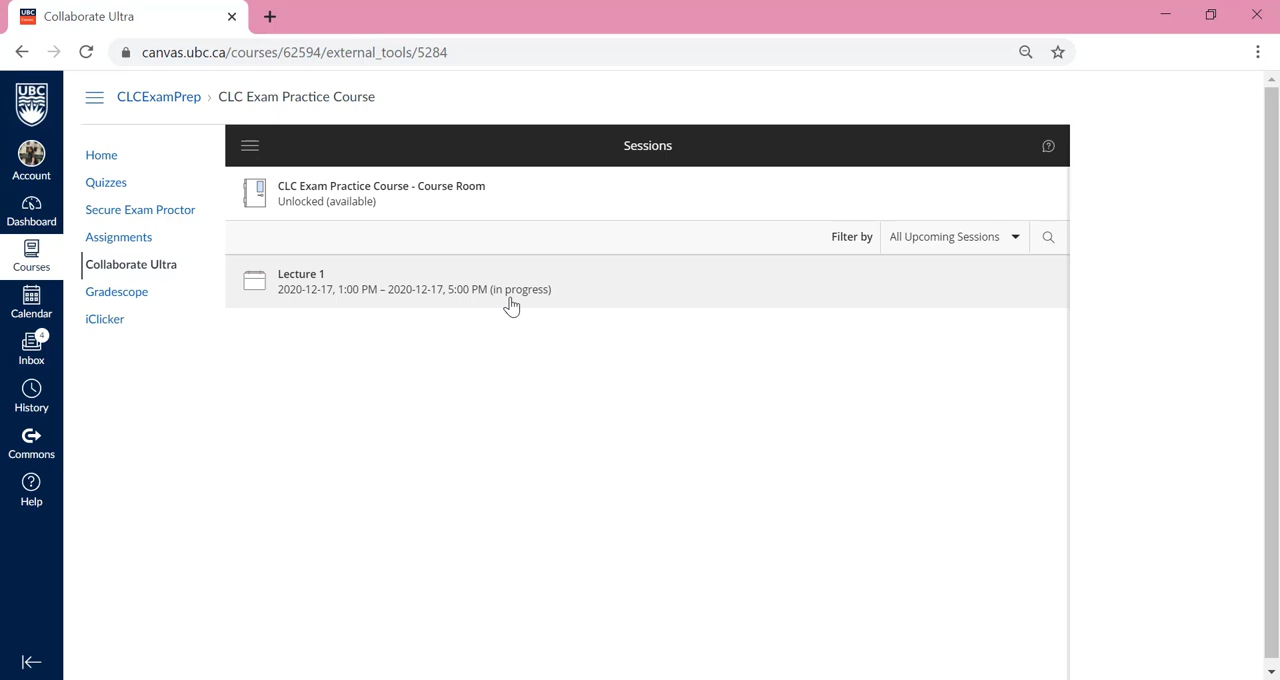 Collaborate Ultra
canvas.ubc.ca/courses/62594/external_tools/5284
UBC
CLCExamPrep › CLC Exam Practice Course
Account
Dashboard
Courses
Calendar
4
Inbox
History
Commons
Help
Home
Quizzes
Secure Exam Proctor
Assignments
Collaborate Ultra
Gradescope
iClicker
Sessions
CLC Exam Practice Course - Course Room
Unlocked (available)
Filter by All Upcoming Sessions
Lecture 1
2020-12-17, 1:00 PM – 2020-12-17, 5:00 PM (in progress)